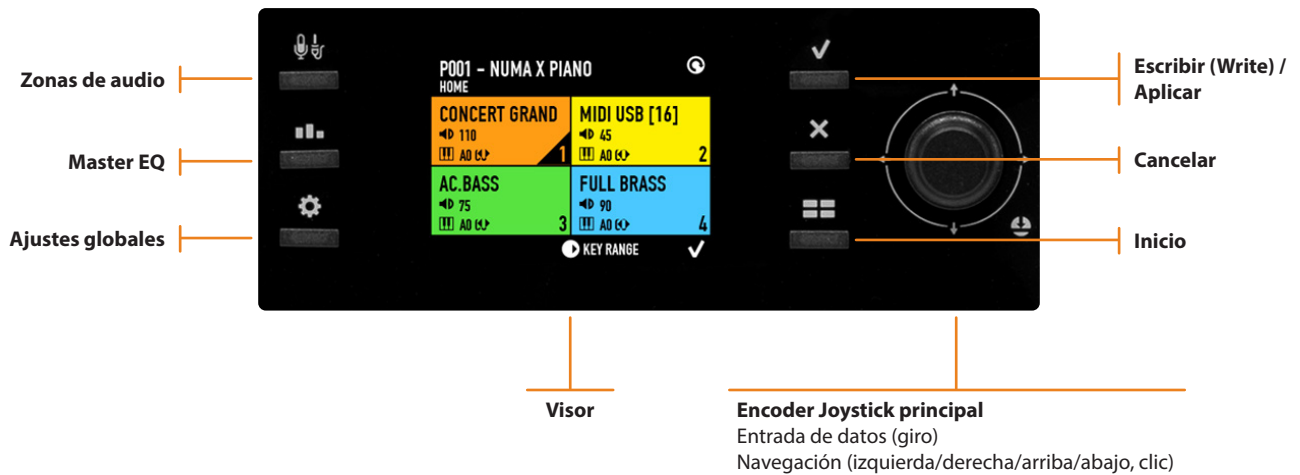 Zonas de audio
Master EQ
Ajustes globales
P001 - NUMA X PIANO
HOME
CONCERT GRAND
110
A0
1
MIDI USB [16]
45
A0
2
AC.BASS
75
A0
3
FULL BRASS
90
A0
4
KEY RANGE
Escribir (Write) /
Aplicar
Cancelar
Inicio
Visor
Encoder Joystick principal
Entrada de datos (giro)
Navegación (izquierda/derecha/arriba/abajo, clic)